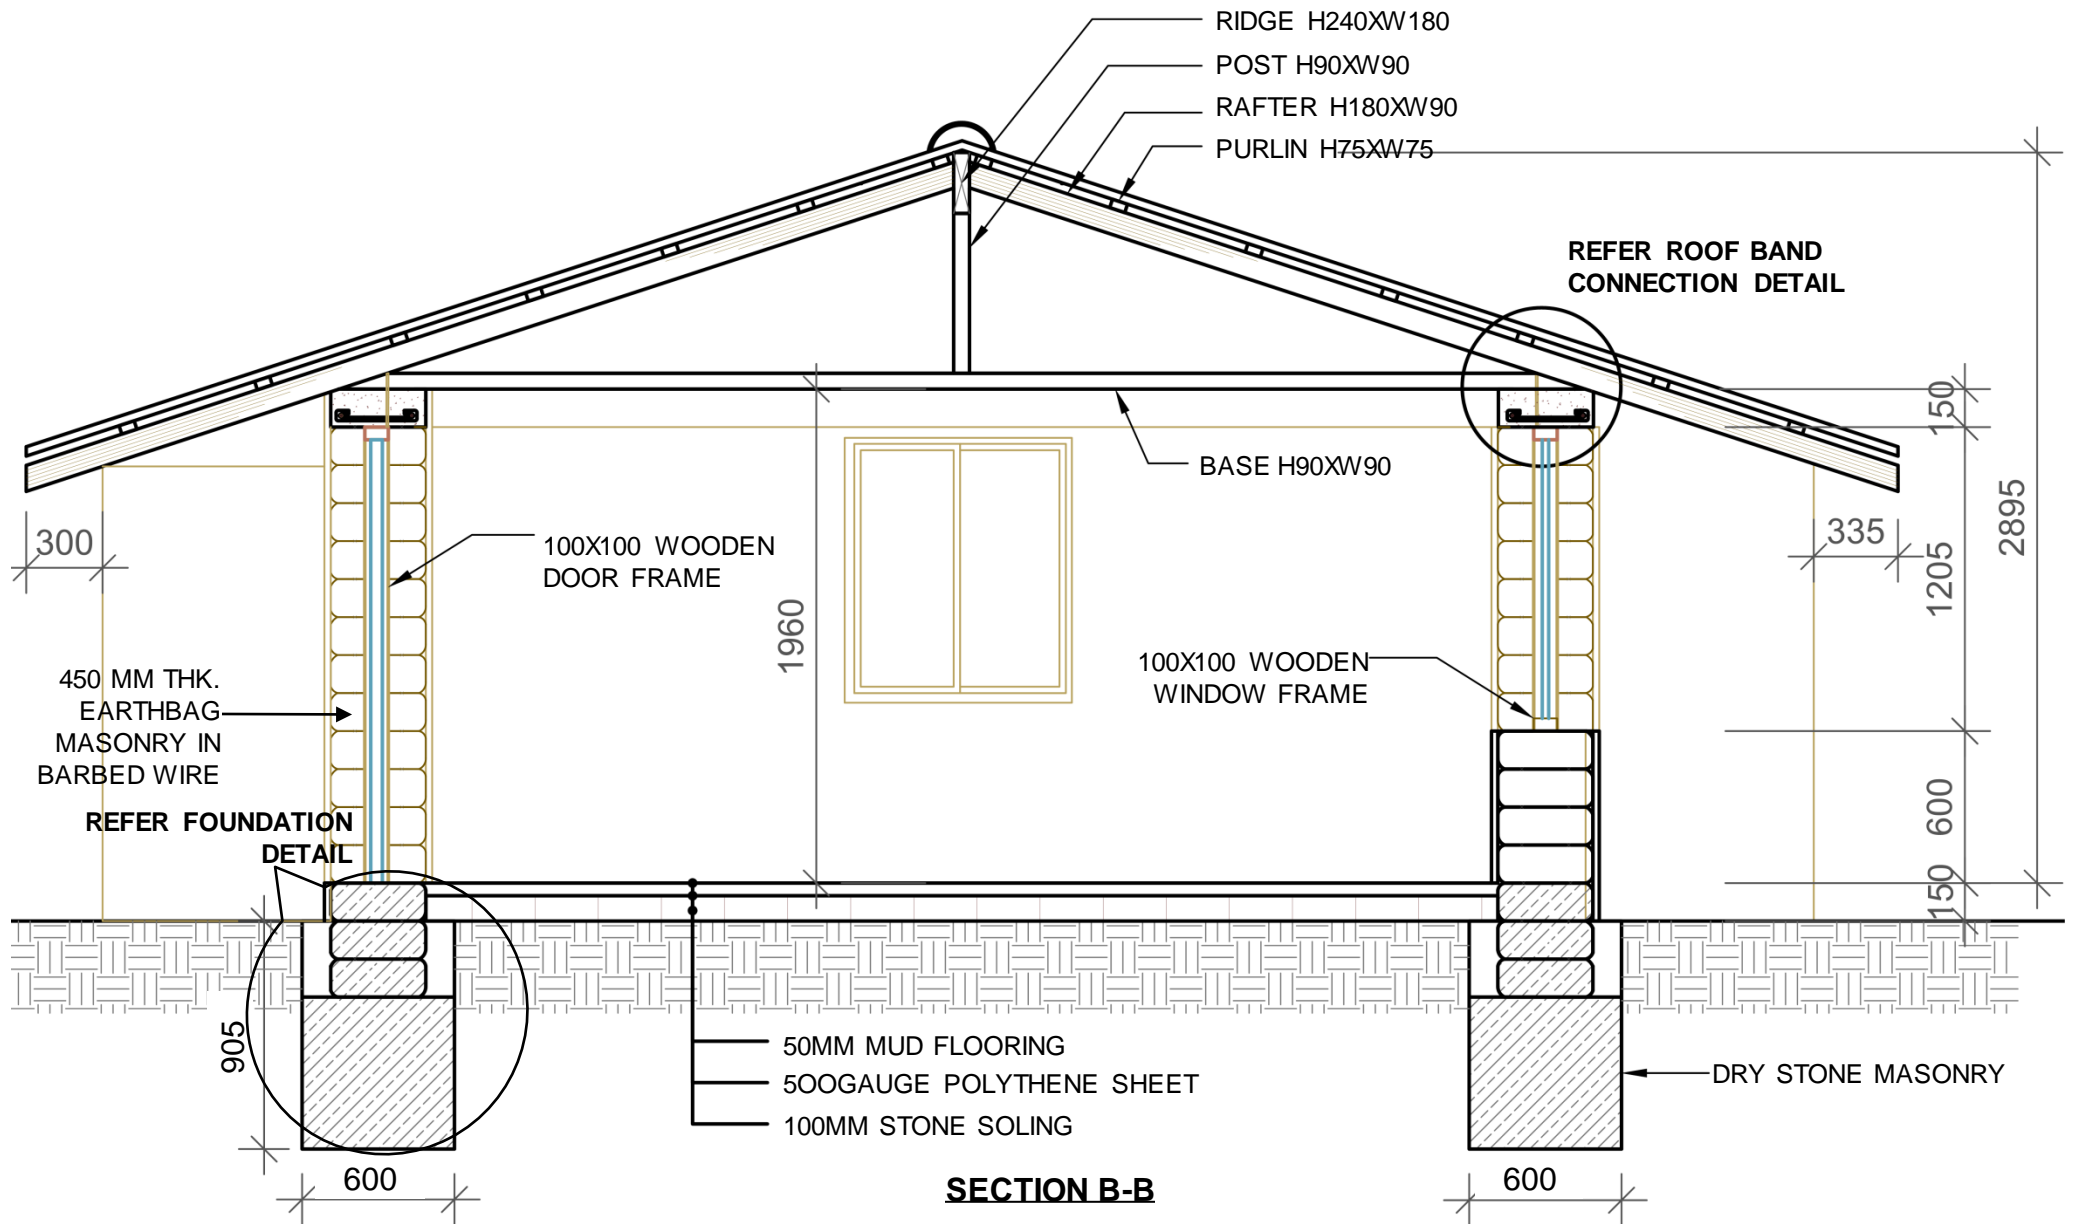 RIDGE H240XW180
POST H90XW90
RAFTER H180XW90
PURLIN H75XW75
REFER ROOF BAND
CONNECTION DETAIL
150
2895
BASE H90XW90
300
100X100 WOODEN
DOOR FRAME
335
1205
1960
100X100 WOODEN
WINDOW FRAME
450 MM THK.
EARTHBAG
MASONRY IN
BARBED WIRE
REFER FOUNDATION
DETAIL
600
150
905
50MM MUD FLOORING
5OOGAUGE POLYTHENE SHEET
100MM STONE SOLING
DRY STONE MASONRY
600
600
SECTION B-B